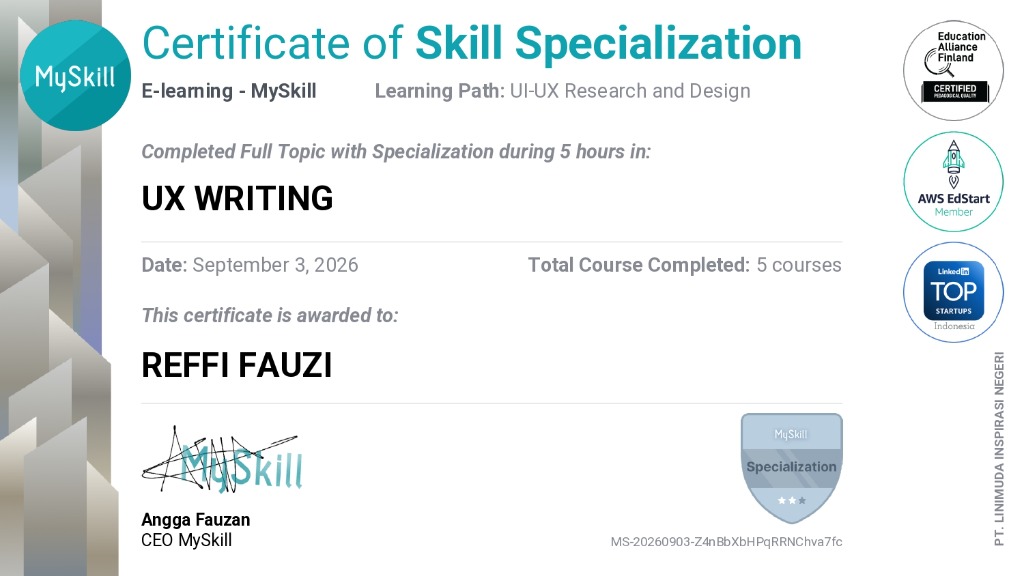 MySkill
Certificate of Skill Specialization
E-learning - MySkill
Learning Path: UI-UX Research and Design
Completed Full Topic with Specialization during 5 hours in:
UX WRITING
Date: September 3, 2026
Total Course Completed: 5 courses
This certificate is awarded to:
REFFI FAUZI
MySkill
Angga Fauzan
CEO MySkill
MySkill
Specialization
MS-20260903-Z4nBbXbHPqRRNChva7fc
Education
Alliance
Finland
CERTIFIED
PEDAGOGICAL QUALITY
AWS EdStart
Member
LinkedIn
TOP
STARTUPS
Indonesia
PT. LINIMUDA INSPIRASI NEGERI